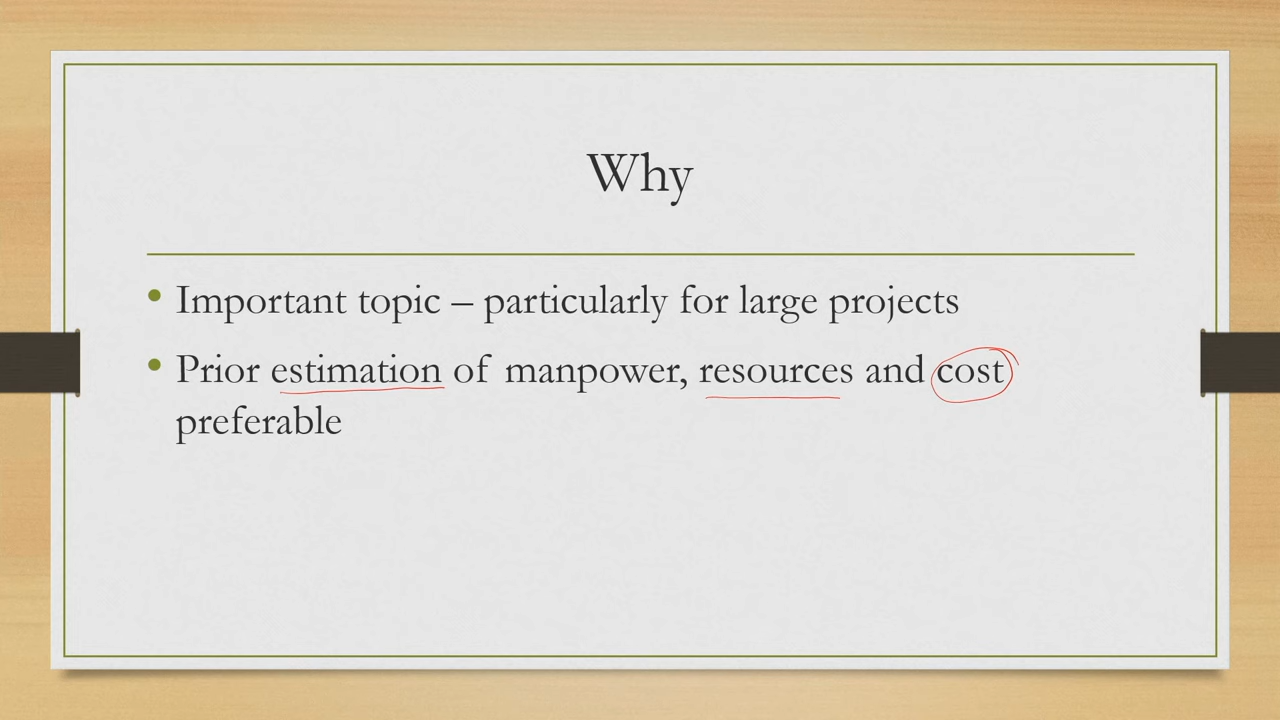 Why
• Important topic – particularly for large projects
• Prior estimation of manpower, resources and cost
preferable